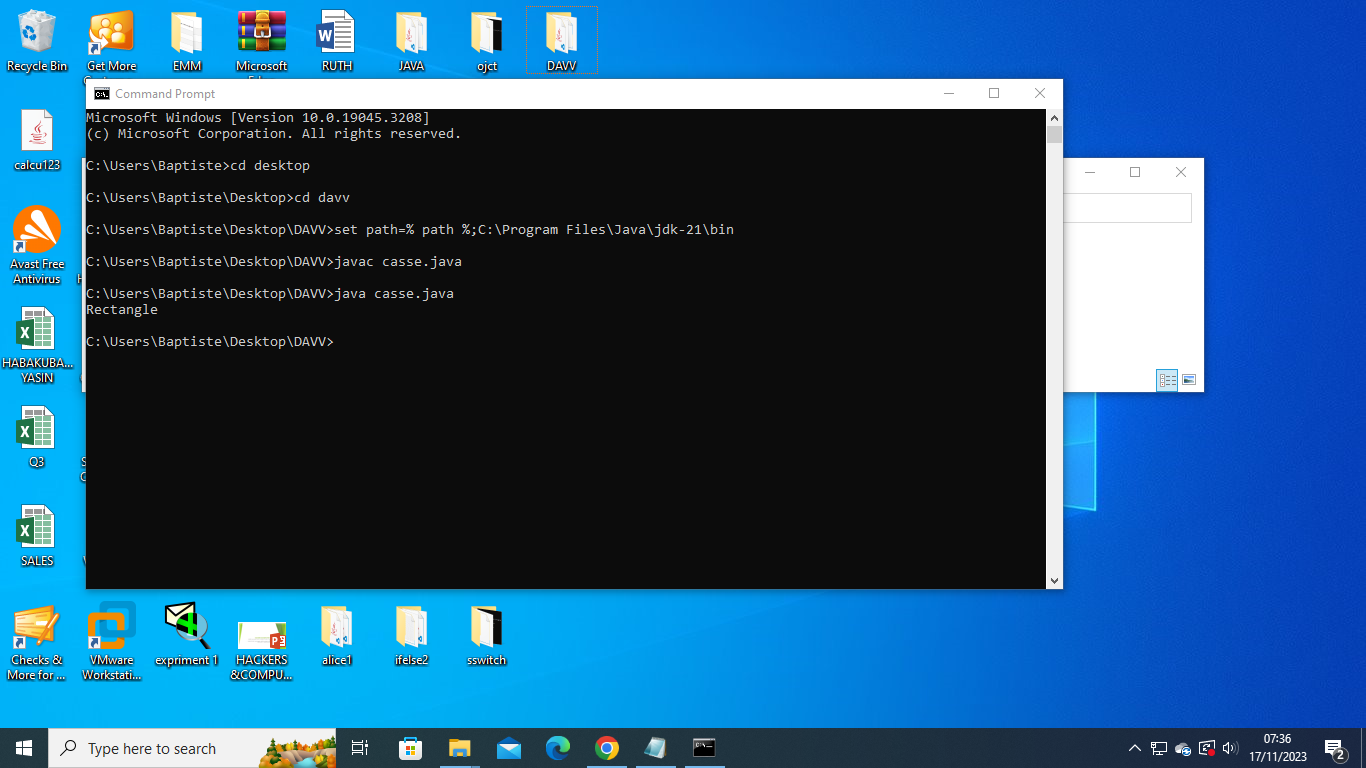 Recycle Bin
Get More
EMM
Microsoft
RUTH
JAVA
ojct
DAVV
Command Prompt
Microsoft Windows [Version 10.0.19045.3208]
(c) Microsoft Corporation. All rights reserved.
C:\Users\Baptiste>cd desktop
C:\Users\Baptiste\Desktop>cd davv
C:\Users\Baptiste\Desktop\DAVV>set path=% path %;C:\Program Files\Java\jdk-21\bin
C:\Users\Baptiste\Desktop\DAVV>javac casse.java
C:\Users\Baptiste\Desktop\DAVV>java casse.java
Rectangle
C:\Users\Baptiste\Desktop\DAVV>
calcu123
Avast Free
Antivirus
HABAKUBA...
YASIN
Q3
SALES
Checks &
More for ...
VMware
Workstati...
expriment 1
HACKERS
&COMPU...
alice1
ifelse2
sswitch
Type here to search
07:36
17/11/2023
2